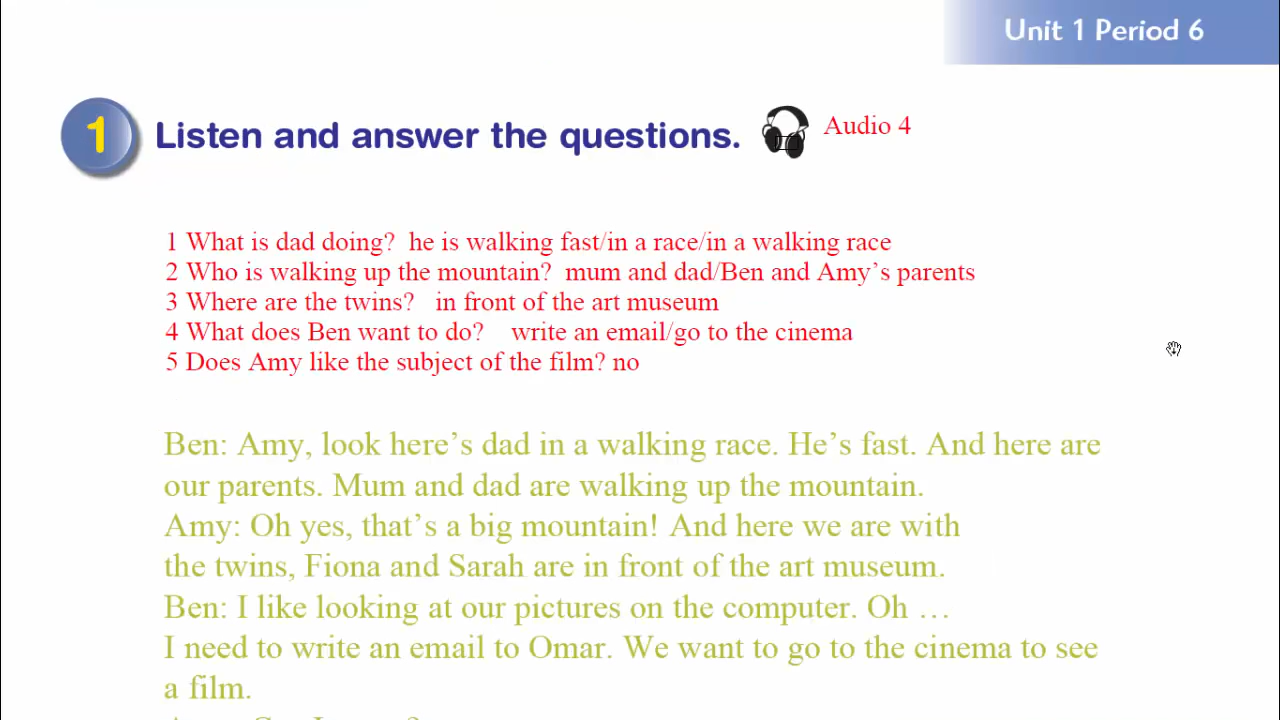 Unit 1 Period 6
1 Listen and answer the questions. Audio 4
1 What is dad doing? he is walking fast/in a race/in a walking race
2 Who is walking up the mountain? mum and dad/Ben and Amy's parents
3 Where are the twins? in front of the art museum
4 What does Ben want to do? write an email/go to the cinema
5 Does Amy like the subject of the film? no
Ben: Amy, look here's dad in a walking race. He's fast. And here are
our parents. Mum and dad are walking up the mountain.
Amy: Oh yes, that's a big mountain! And here we are with
the twins, Fiona and Sarah are in front of the art museum.
Ben: I like looking at our pictures on the computer. Oh …
I need to write an email to Omar. We want to go to the cinema to see
a film.